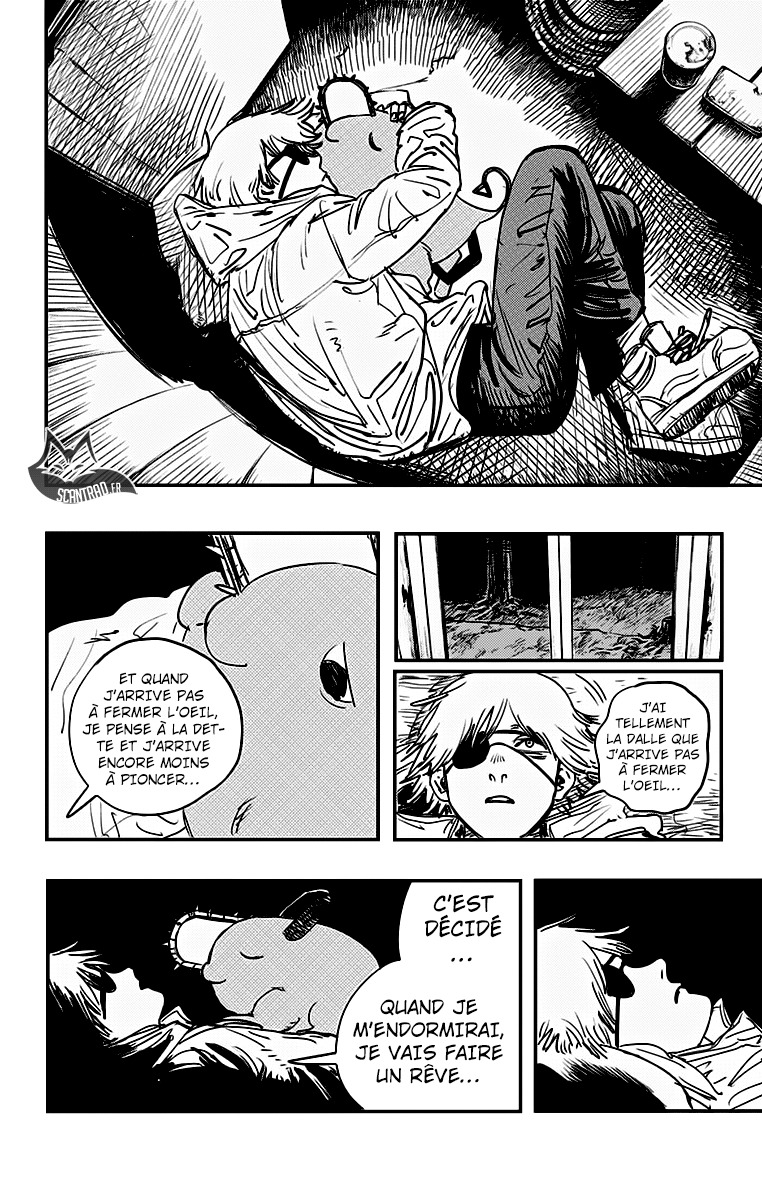 SCANTRAD.FR
J'AI
TELLEMENT
LA DALLE QUE
J'ARRIVE PAS
À FERMER
L'OEIL...
ET QUAND
J'ARRIVE PAS
À FERMER L'OEIL,
JE PENSE À LA DET-
TE ET J'ARRIVE
ENCORE MOINS
À PIONCER...
C'EST
DÉCIDÉ
...
QUAND JE
M'ENDORMIRAI,
JE VAIS FAIRE
UN RÊVE...